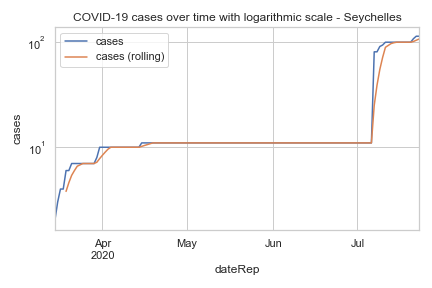 COVID-19 cases over time with logarithmic scale - Seychelles
cases
cases (rolling)
10²
10¹
cases
Apr
2020
May
Jun
Jul
dateRep